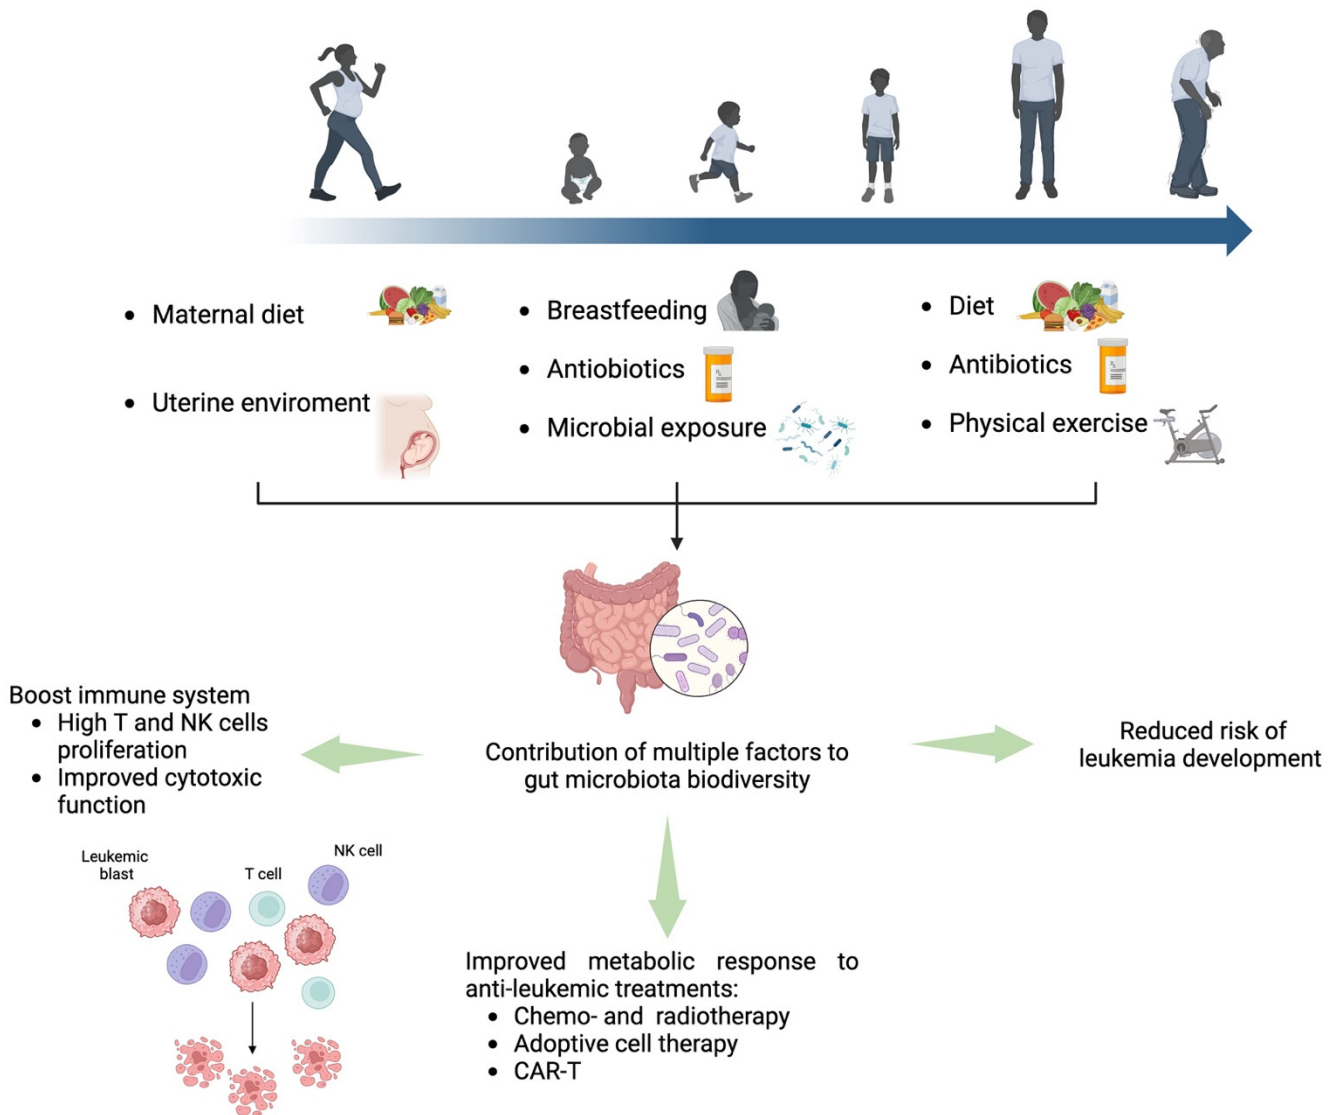 • Maternal diet
• Uterine enviroment
• Breastfeeding
• Antiobiotics
• Microbial exposure
• Diet
• Antibiotics
• Physical exercise
Contribution of multiple factors to
gut microbiota biodiversity
Boost immune system
• High T and NK cells
proliferation
• Improved cytotoxic
function
Leukemic
blast
T cell
NK cell
Improved metabolic response to
anti-leukemic treatments:
• Chemo- and radiotherapy
• Adoptive cell therapy
• CAR-T
Reduced risk of
leukemia development